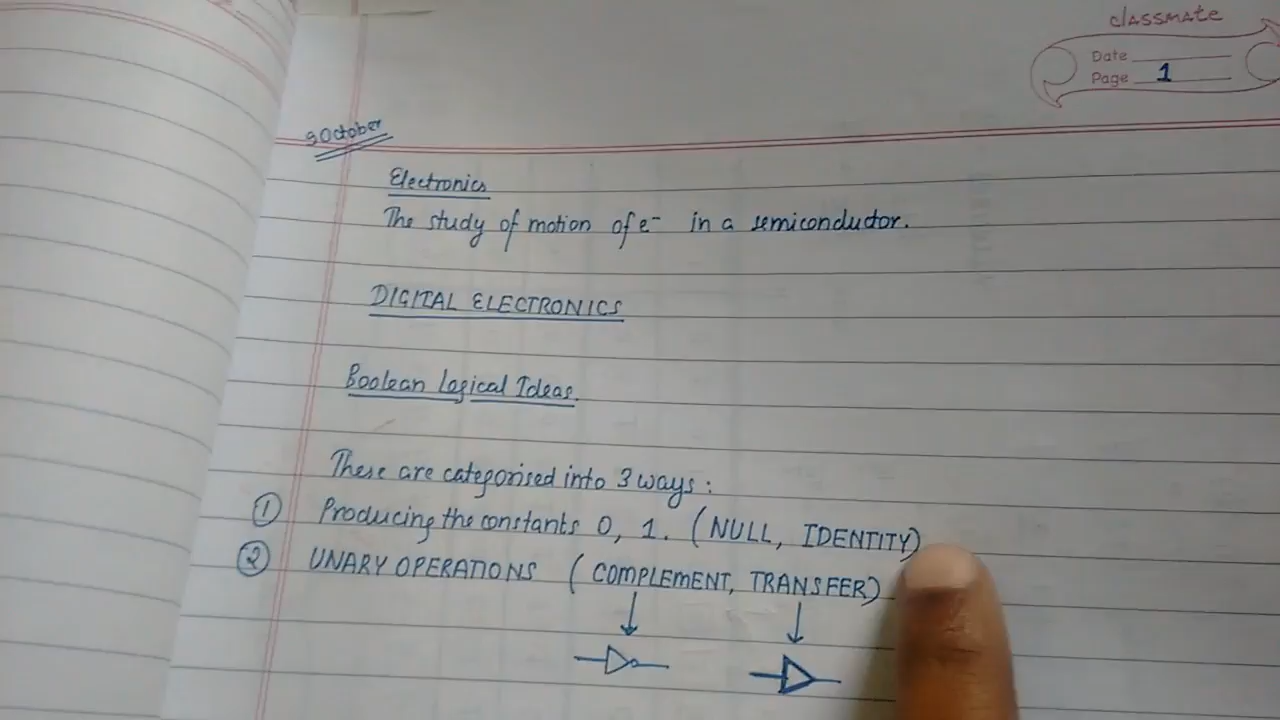 classmate
Date
Page 1
9 October
Electronics
The study of motion of e⁻ in a semiconductor.
DIGITAL ELECTRONICS
Boolean Logical Ideas.
These are categorised into 3 ways:
① Producing the constants 0, 1. (NULL, IDENTITY)
② UNARY OPERATIONS (COMPLEMENT, TRANSFER)